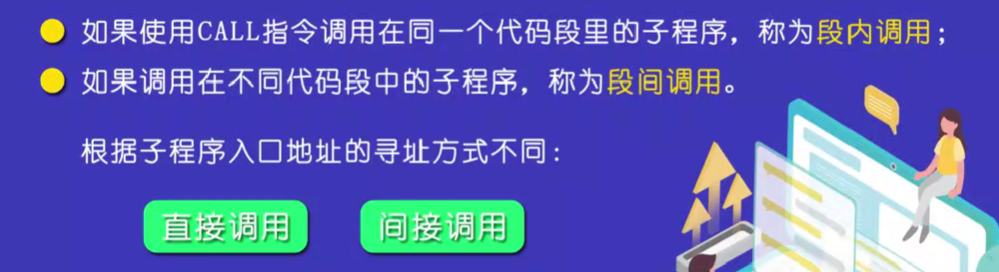 如果使用CALL指令调用在同一个代码段里的子程序，称为段内调用；
如果调用在不同代码段中的子程序，称为段间调用。
根据子程序入口地址的寻址方式不同：
直接调用
间接调用